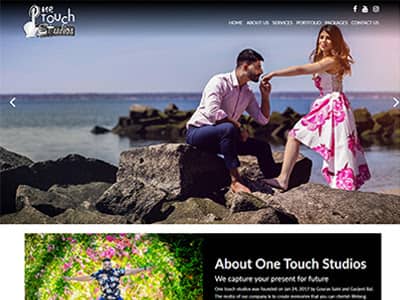 One
Touch
Studios
HOME ABOUT US SERVICES PORTFOLIO PACKAGES CONTACT US
About One Touch Studios
We capture your present for future
One touch studios was founded on Jan 24, 2017 by Gourav Saini and Gurjant Bal.
The motto of our company is to create memories that you can cherish lifelong